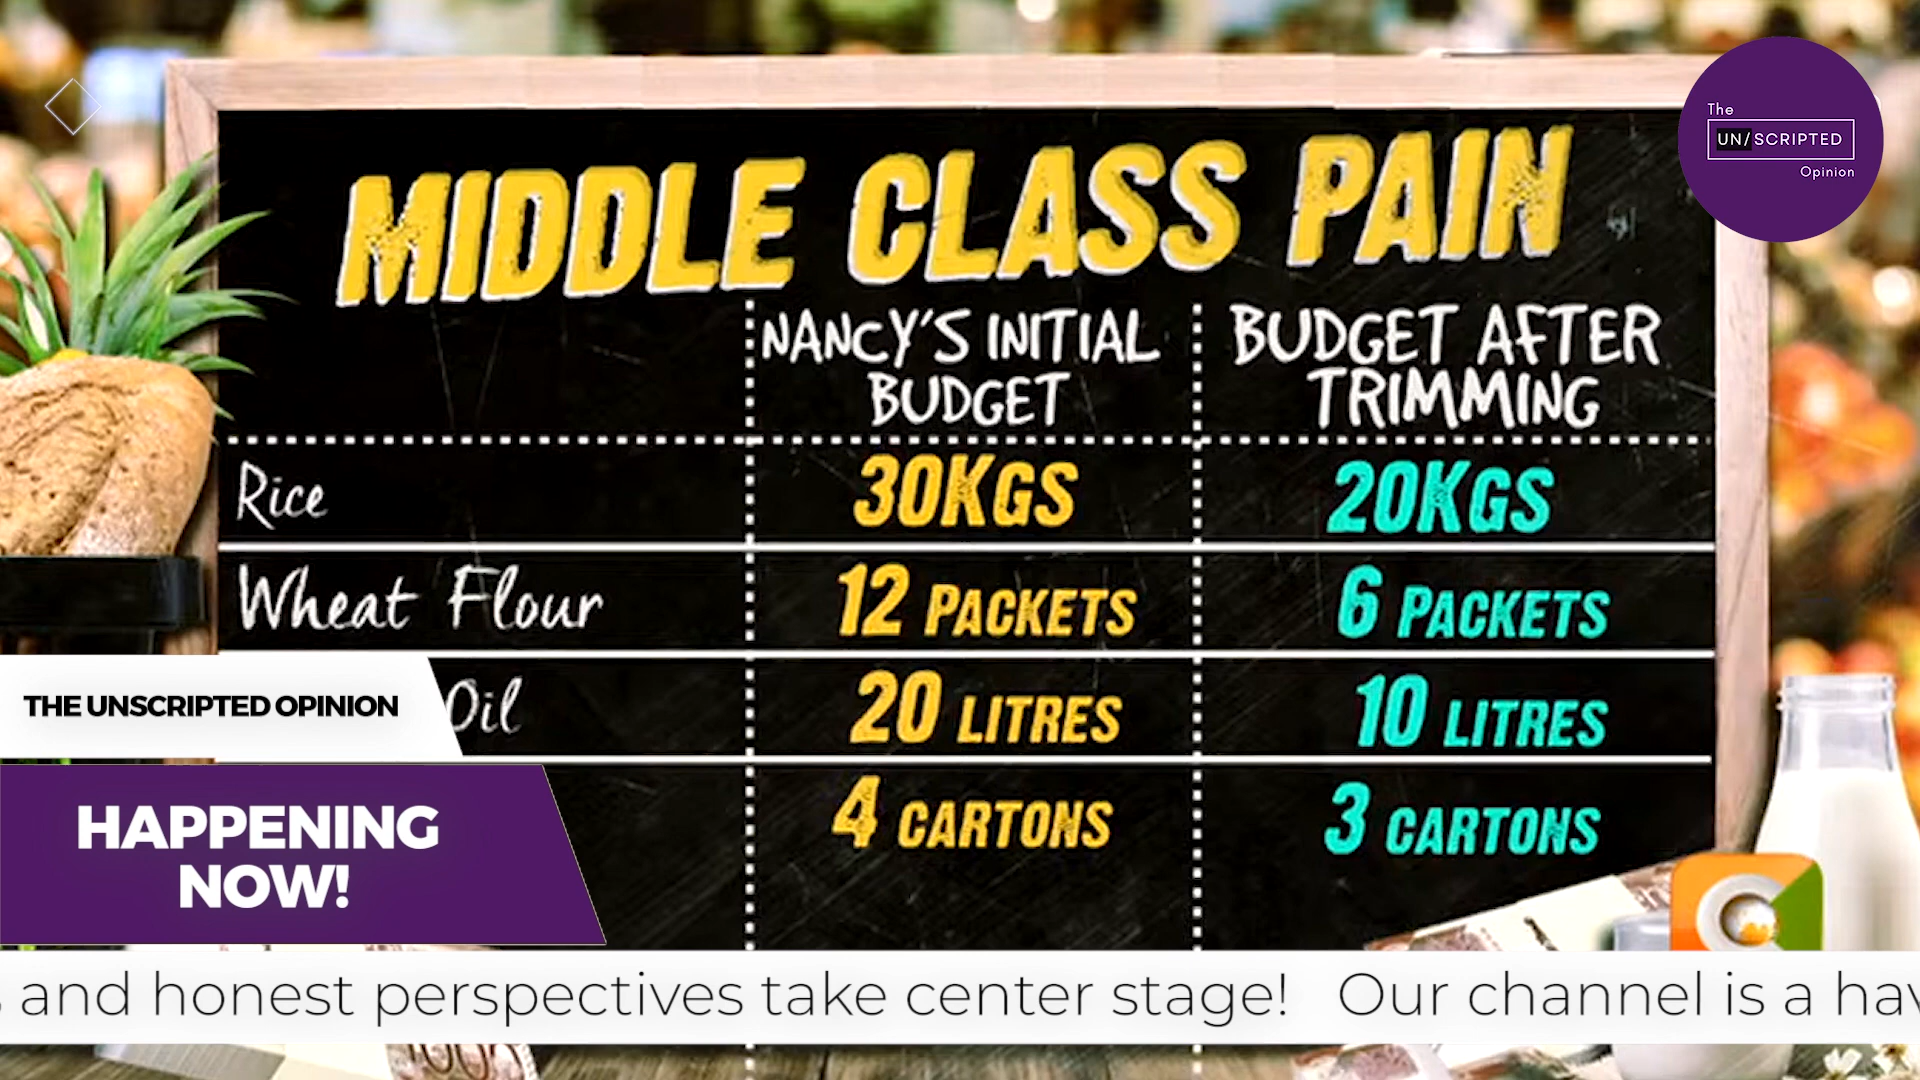 The
UN/SCRIPTED
Opinion
MIDDLE CLASS PAIN
NANCY'S INITIAL BUDGET
BUDGET AFTER TRIMMING
Rice 30KGS 20KGS
Wheat Flour 12 PACKETS 6 PACKETS
Oil 20 LITRES 10 LITRES
4 CARTONS 3 CARTONS
THE UNSCRIPTED OPINION
HAPPENING
NOW!
and honest perspectives take center stage! Our channel is a
100